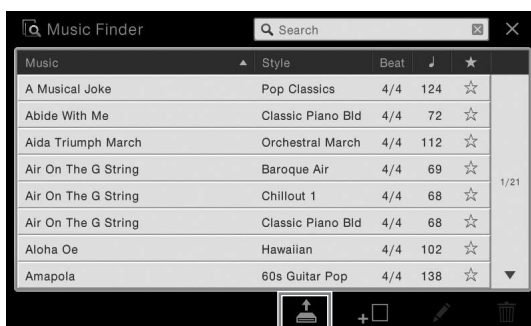 Music Finder Search
Music Style Beat ♩ ★
A Musical Joke Pop Classics 4/4 124 ☆
Abide With Me Classic Piano Bld 4/4 72 ☆
Aida Triumph March Orchestral March 4/4 112 ☆
Air On The G String Baroque Air 4/4 69 ☆
1/21
Air On The G String Chillout 1 4/4 68 ☆
Air On The G String Classic Piano Bld 4/4 68 ☆
Aloha Oe Hawaiian 4/4 102 ☆
Amapola 60s Guitar Pop 4/4 138 ☆